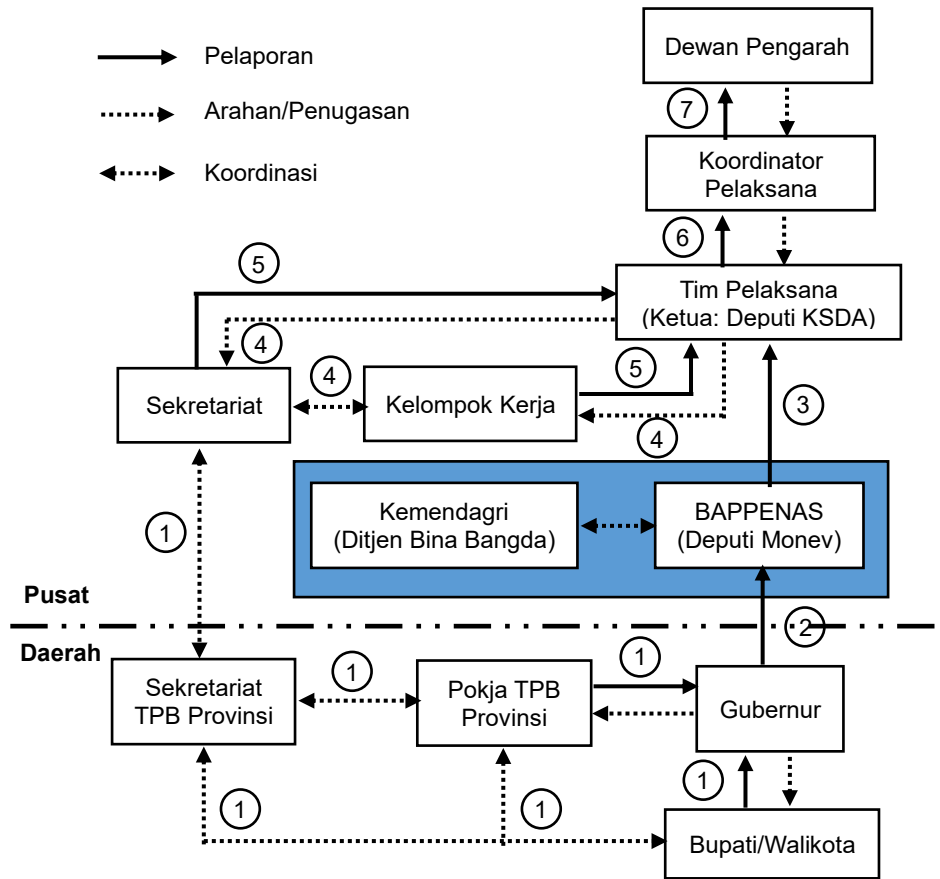 Pelaporan
Arahan/Penugasan
Koordinasi
Dewan Pengarah
7
Koordinator
Pelaksana
6
5
Tim Pelaksana
(Ketua: Deputi KSDA)
4
4
5
Sekretariat
Kelompok Kerja
3
4
Kemendagri
(Ditjen Bina Bangda)
BAPPENAS
(Deputi Monev)
1
Pusat
2
Daerah
Sekretariat
TPB Provinsi
1
Pokja TPB
Provinsi
1
Gubernur
1
1
1
Bupati/Walikota